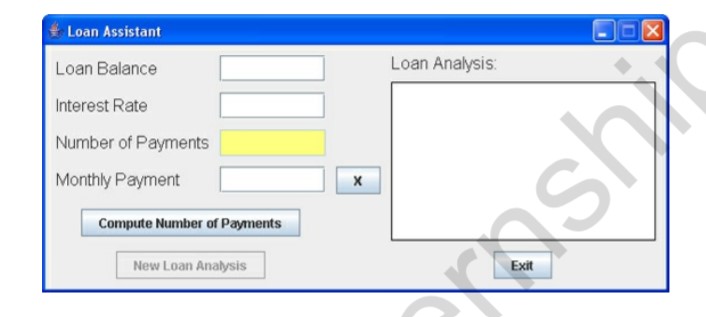 Loan Assistant
Loan Balance
Interest Rate
Number of Payments
Monthly Payment
X
Compute Number of Payments
New Loan Analysis
Loan Analysis:
Exit